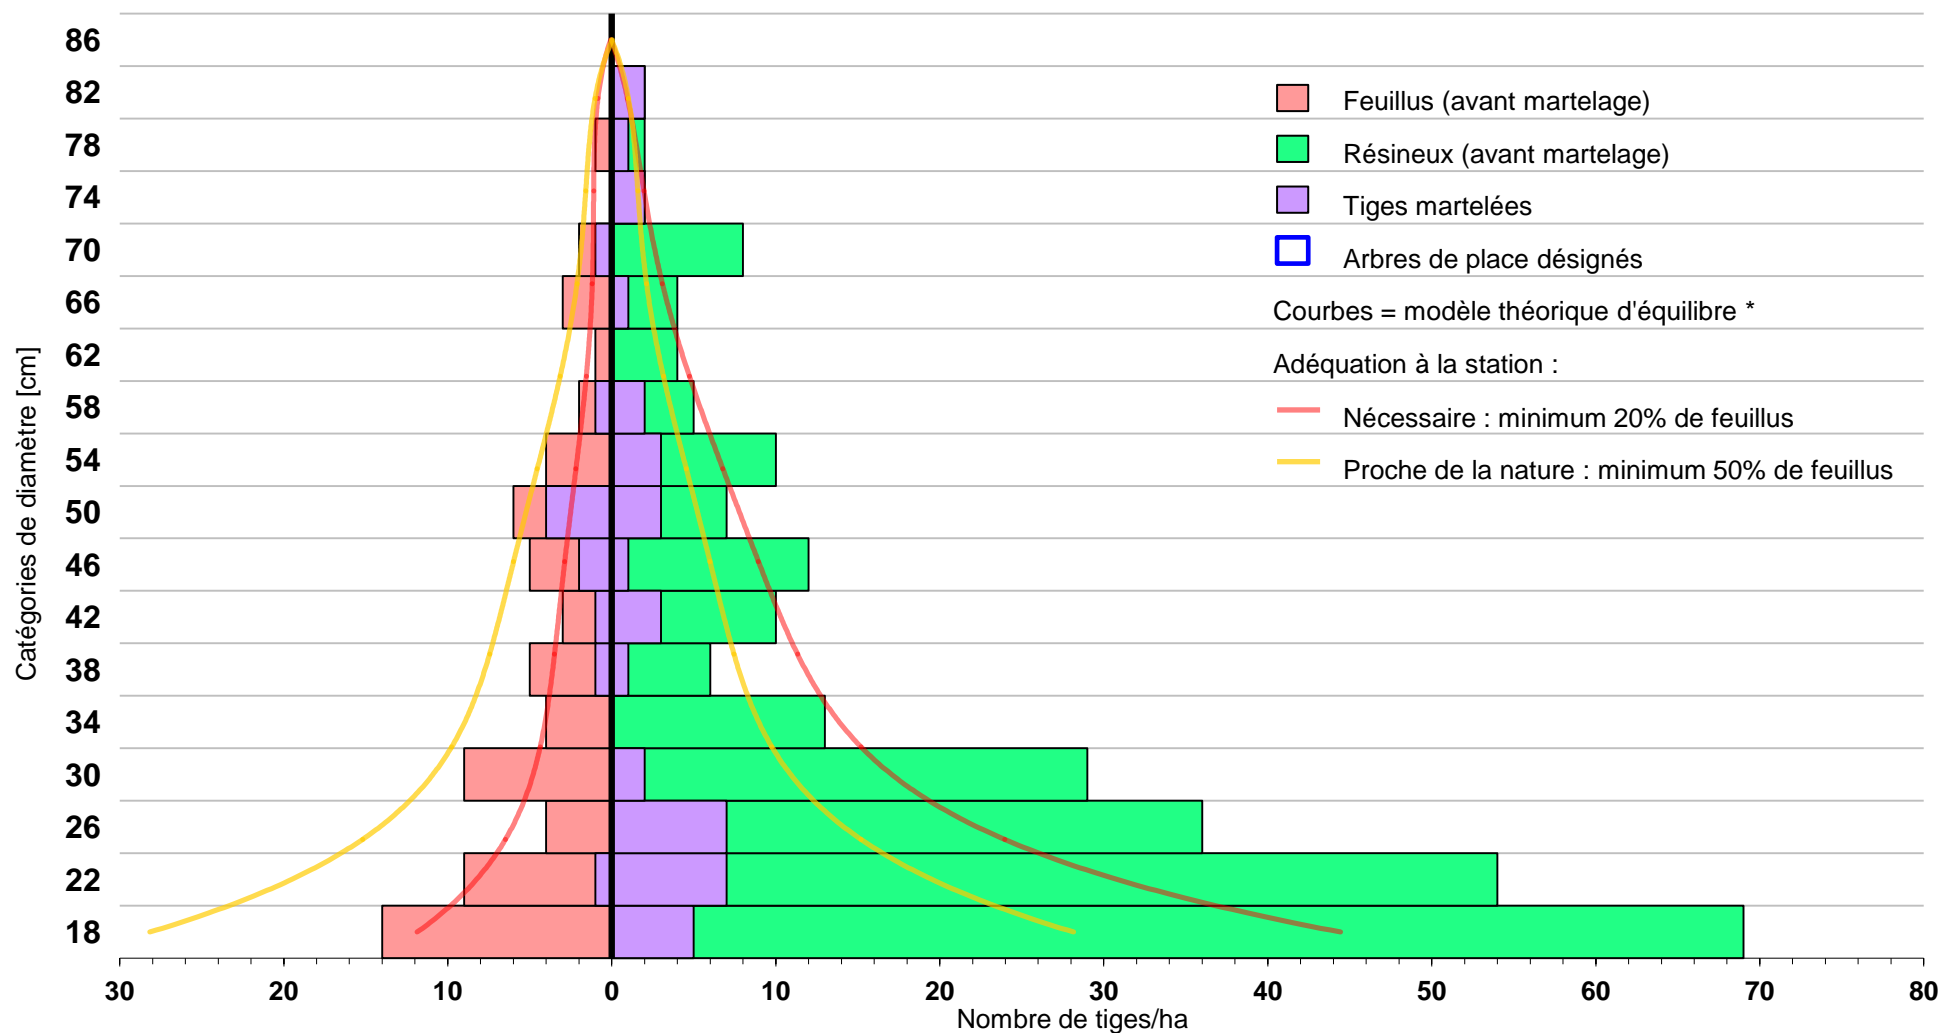 86
82
78
74
70
66
62
58
54
50
46
42
38
34
30
26
22
18
Catégories de diamètre [cm]
Feuillus (avant martelage)
Résineux (avant martelage)
Tiges martelées
Arbres de place désignés
Courbes = modèle théorique d'équilibre *
Adéquation à la station :
Nécessaire : minimum 20% de feuillus
Proche de la nature : minimum 50% de feuillus
30 20 10 0 10 20 30 40 50 60 70 80
Nombre de tiges/ha